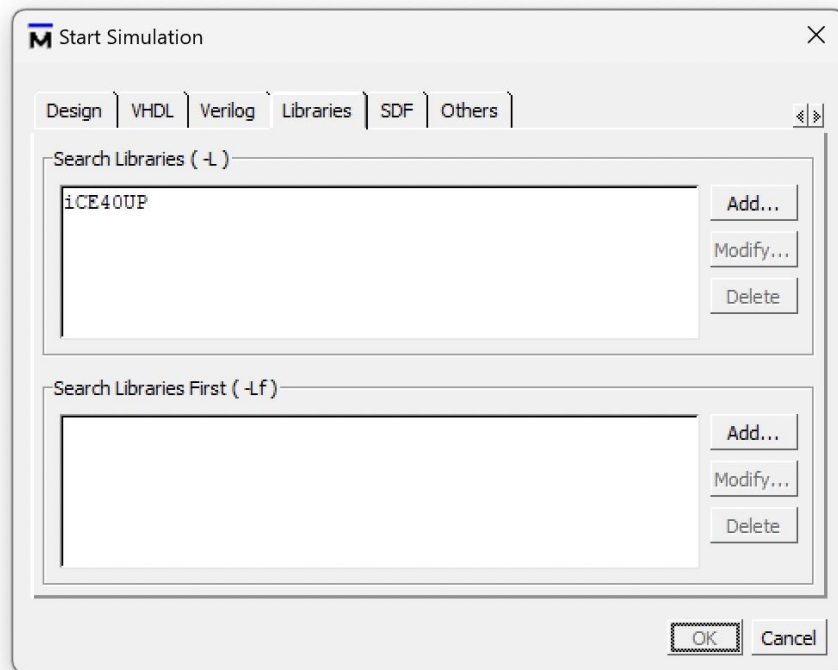 Start Simulation
Design VHDL Verilog Libraries SDF Others
Search Libraries ( -L )
iCE40UP
Add...
Modify...
Delete
Search Libraries First ( -Lf )
Add...
Modify...
Delete
OK Cancel